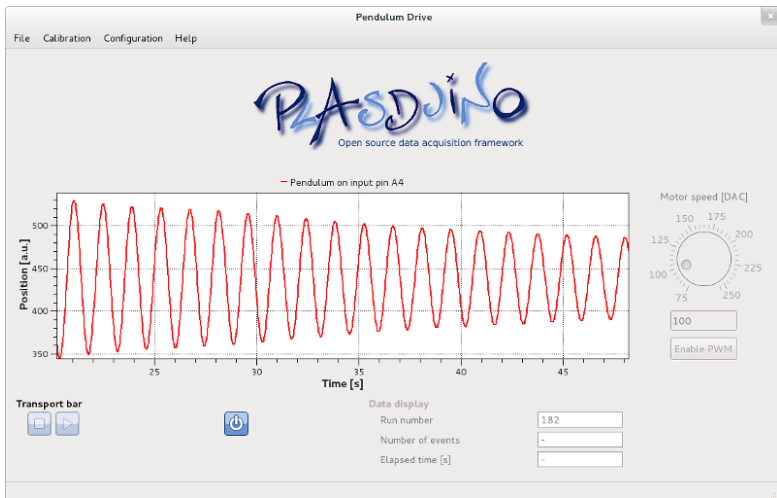 Pendulum Drive
File Calibration Configuration Help
PLASDUINO
Open source data acquisition framework
Pendulum on input pin A4
Position [a.u.]
500
450
400
350
25 30 35 40 45
Time [s]
Motor speed [DAC]
75 100 125 150 175 200 225 250
100
Enable PWM
Transport bar
Data display
Run number 182
Number of events -
Elapsed time [s] -